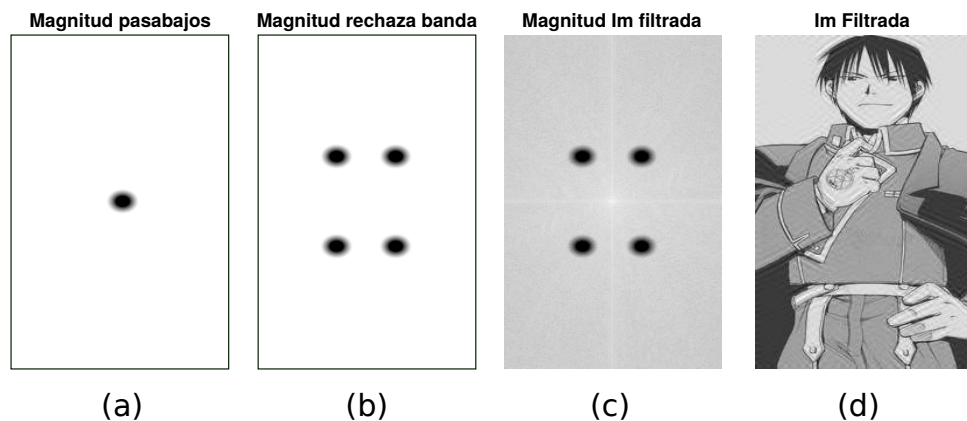 Magnitud pasabajos
Magnitud rechaza banda
Magnitud Im filtrada
Im Filtrada
(a)
(b)
(c)
(d)